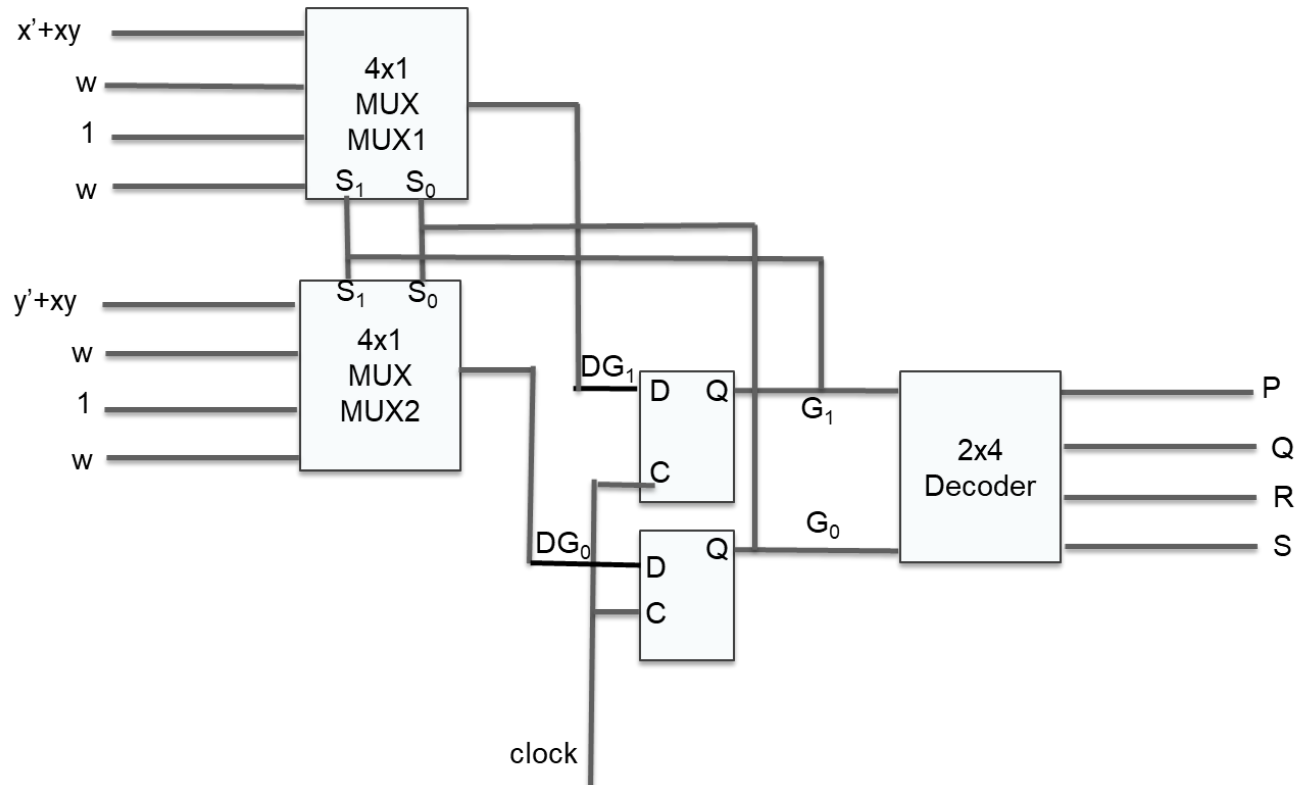 x'+xy
w
1
w
4x1
MUX
MUX1
S₁ S₀
y'+xy
w
1
w
S₁ S₀
4x1
MUX
MUX2
DG₁
D Q
C
G₁
DG₀
D Q
C
G₀
2x4
Decoder
P
Q
R
S
clock